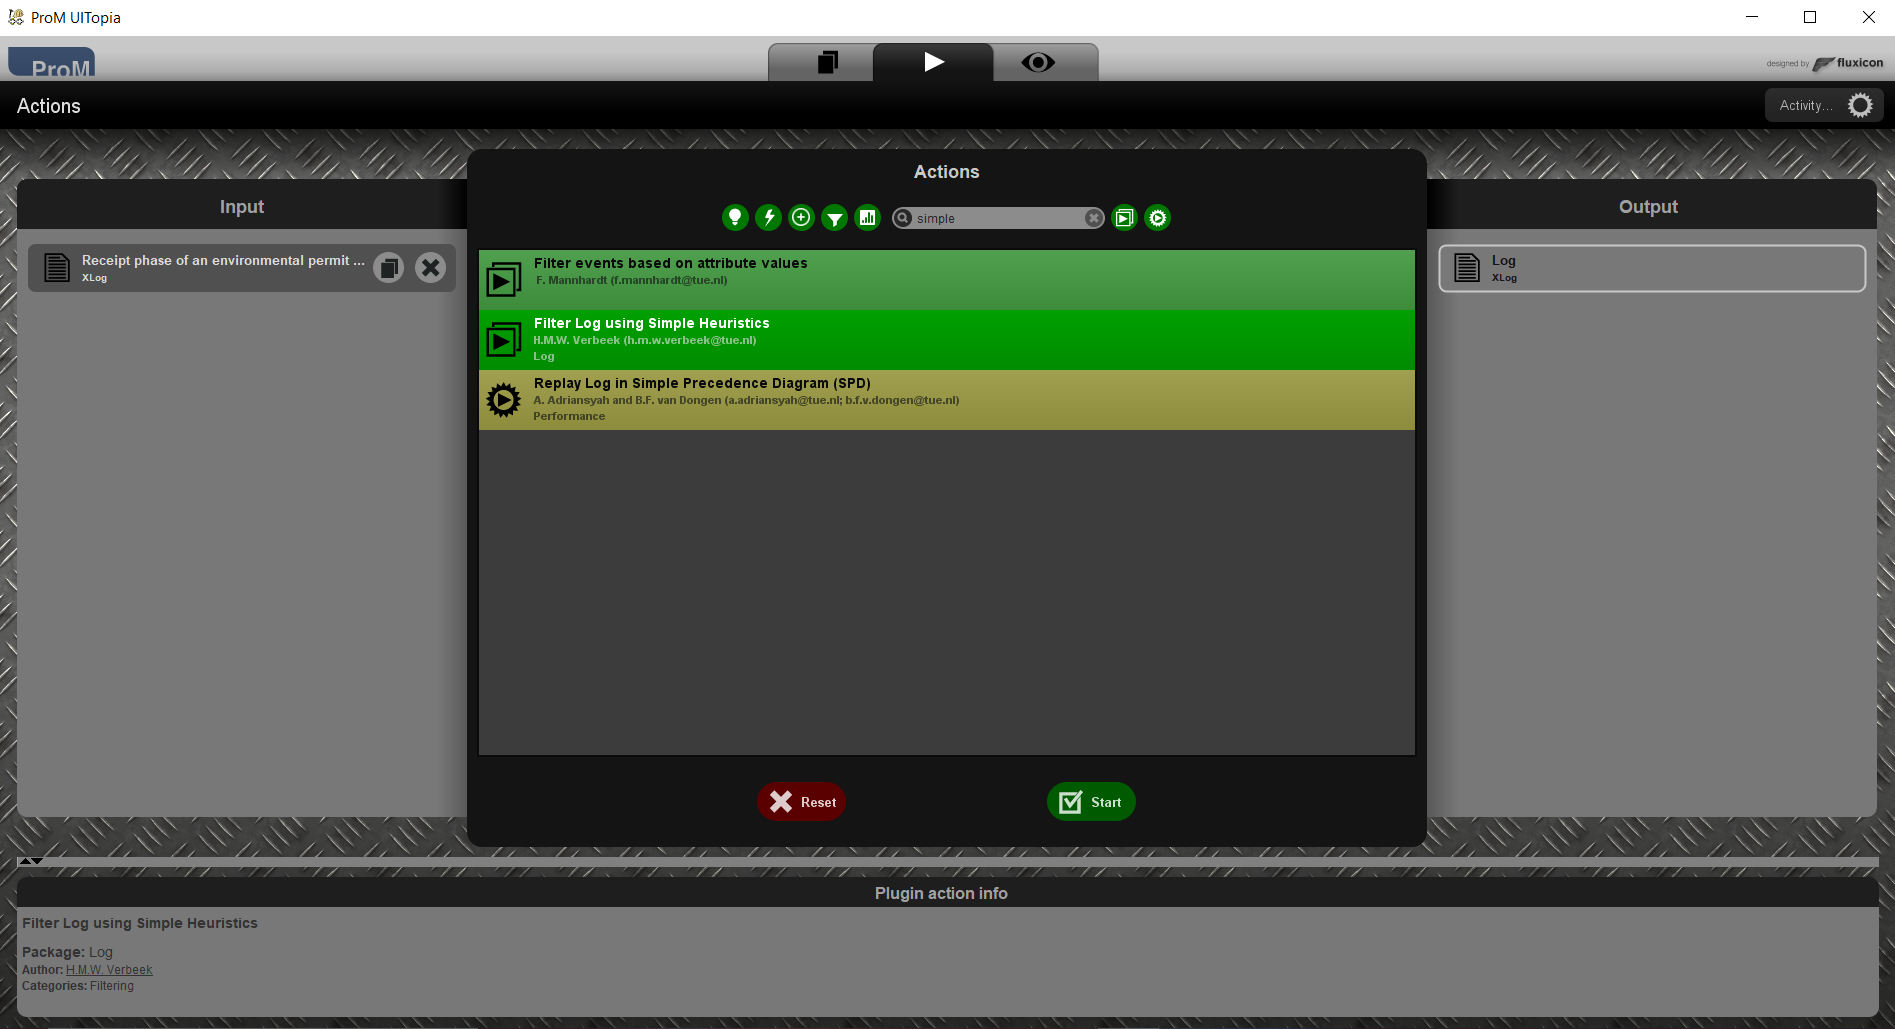 ProM UITopia
ProM
designed by fluxicon
Actions
Activity...
Input
Receipt phase of an environmental permit ...
XLog
Actions
simple
Filter events based on attribute values
F. Mannhardt (f.mannhardt@tue.nl)
Filter Log using Simple Heuristics
H.M.W. Verbeek (h.m.w.verbeek@tue.nl)
Log
Replay Log in Simple Precedence Diagram (SPD)
A. Adriansyah and B.F. van Dongen (a.adriansyah@tue.nl; b.f.v.dongen@tue.nl)
Performance
Reset
Start
Output
Log
XLog
Plugin action info
Filter Log using Simple Heuristics
Package: Log
Author: H.M.W. Verbeek
Categories: Filtering